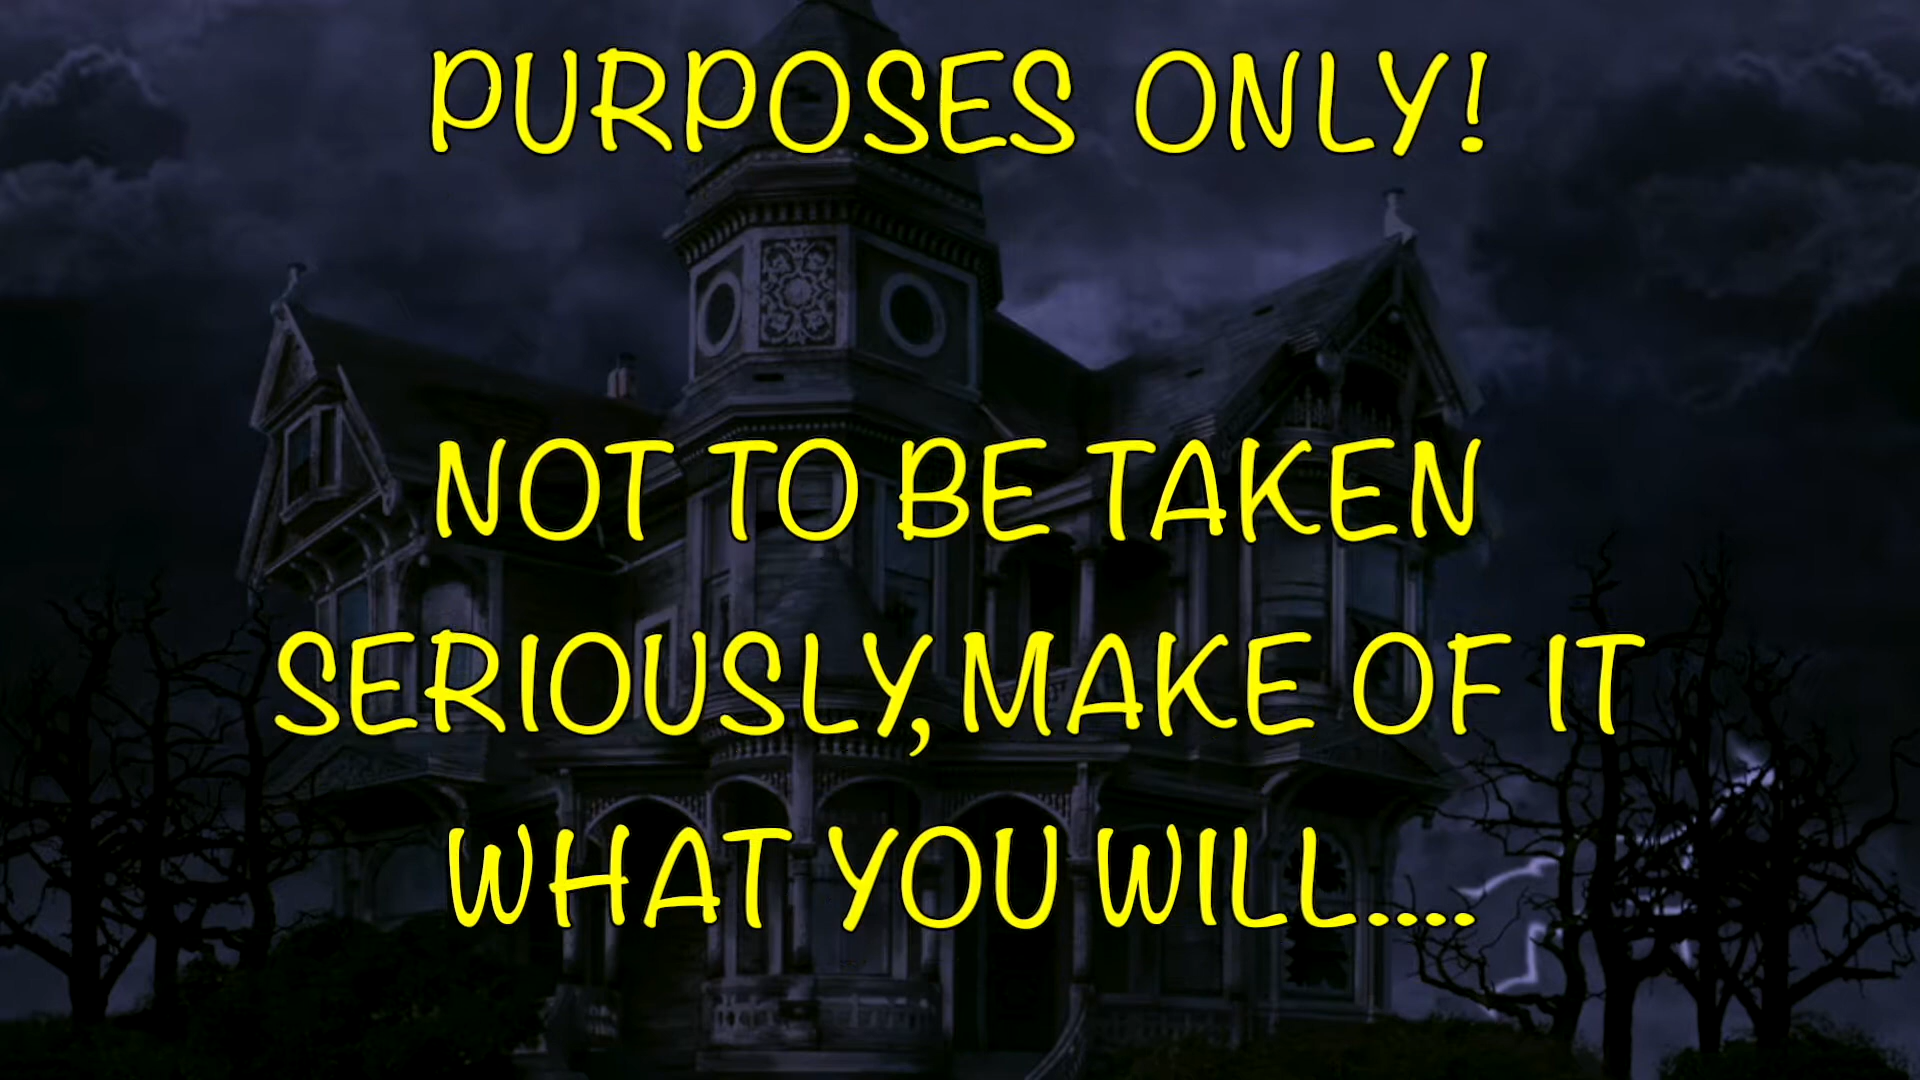 PURPOSES ONLY!
NOT TO BE TAKEN
SERIOUSLY, MAKE OF IT
WHAT YOU WILL....